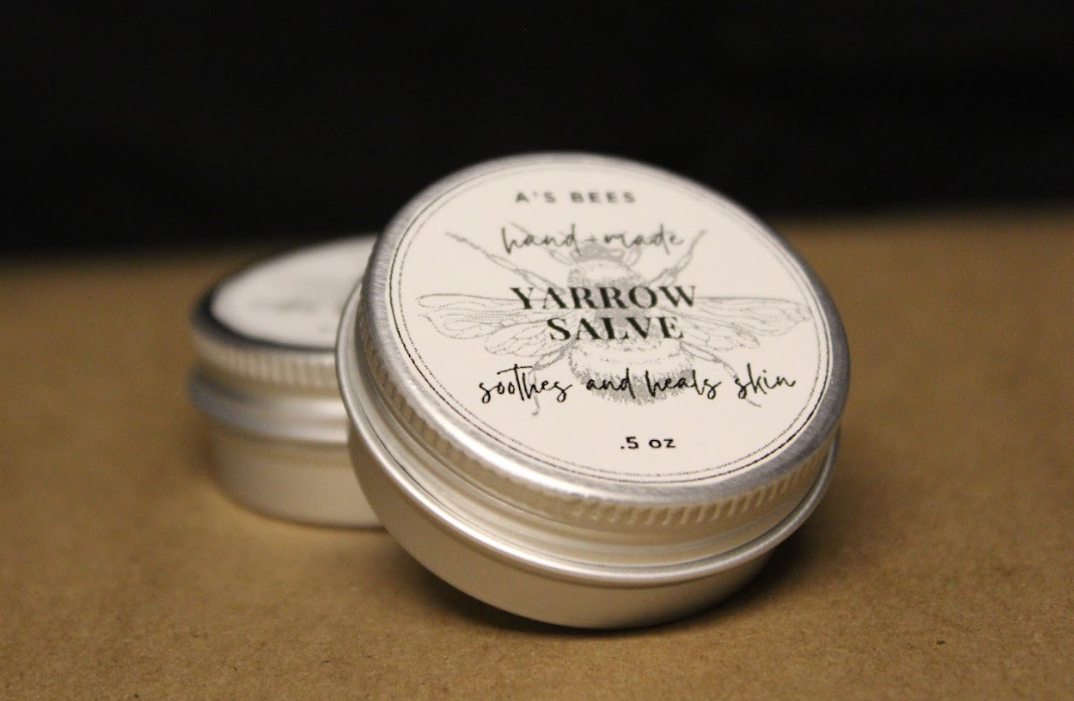 A'S BEES
hand-made
YARROW
SALVE
soothes and heals skin
.5 oz